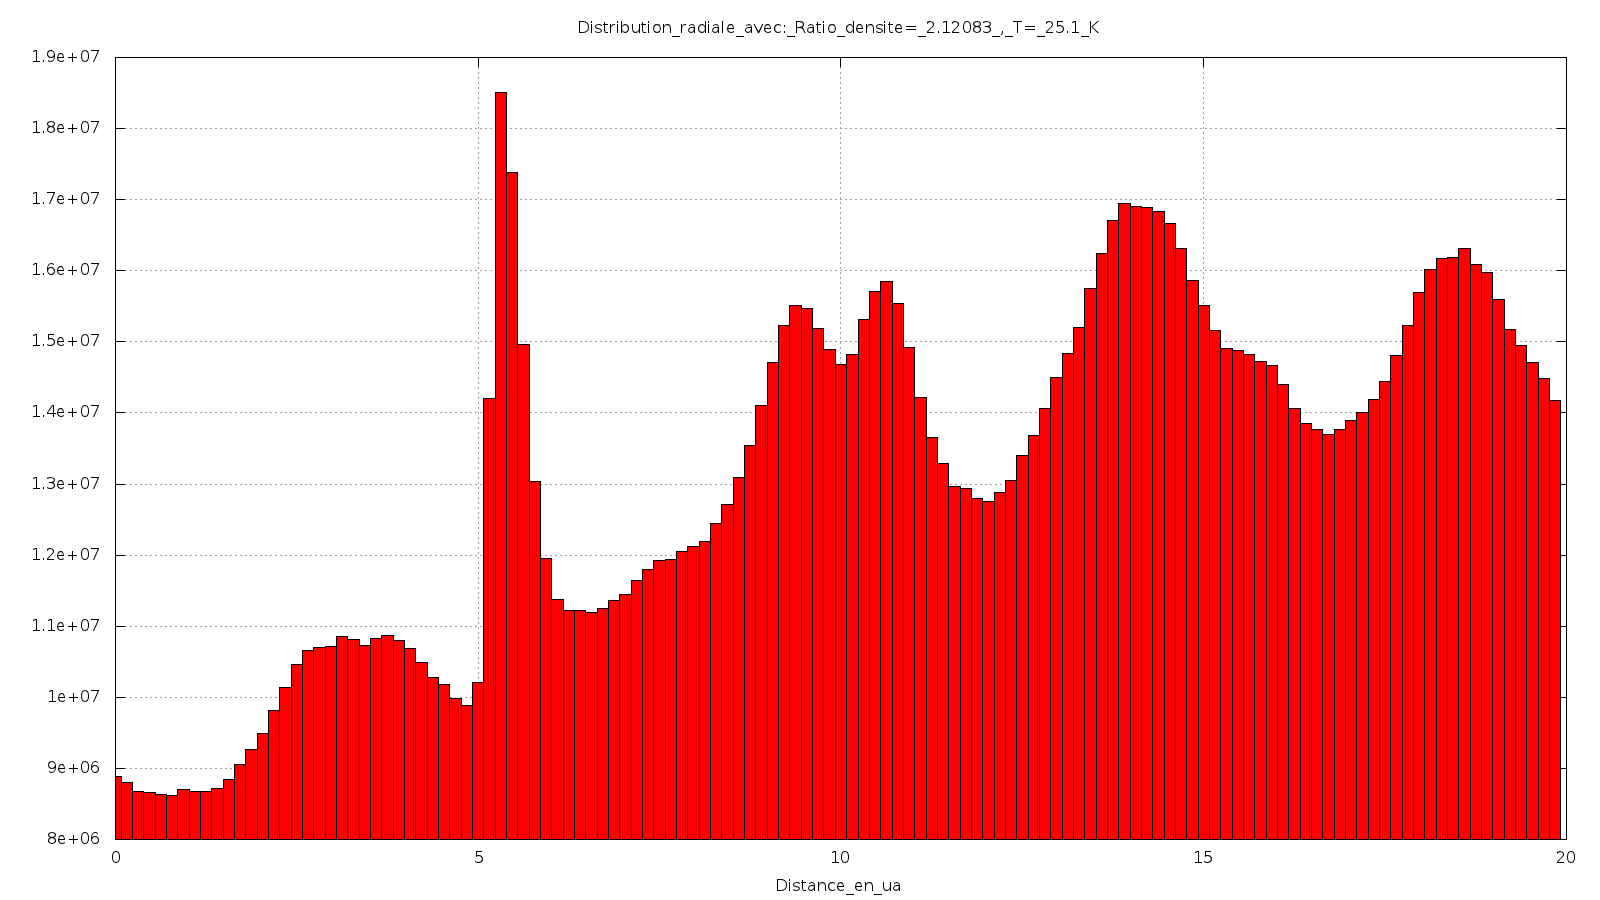 Distribution_radiale_avec:_Ratio_densite=_2.12083_,_T=_25.1_K
1.9e+07
1.8e+07
1.7e+07
1.6e+07
1.5e+07
1.4e+07
1.3e+07
1.2e+07
1.1e+07
1e+07
9e+06
8e+06
0 5 10 15 20
Distance_en_ua